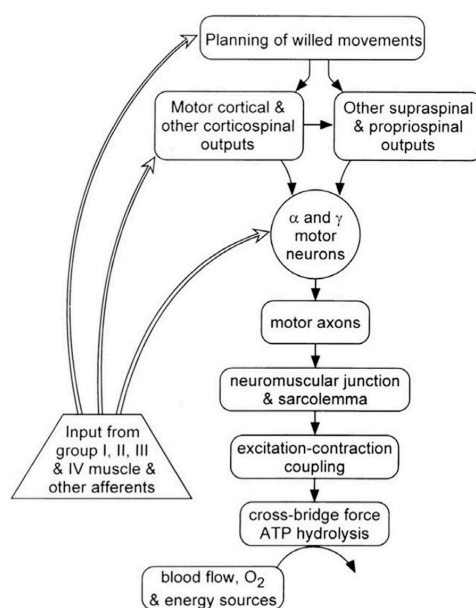 Planning of willed movements
Motor cortical &
other corticospinal
outputs
Other supraspinal
& propriospinal
outputs
α and γ
motor
neurons
motor axons
neuromuscular junction
& sarcolemma
Input from
group I, II, III
& IV muscle &
other afferents
excitation-contraction
coupling
cross-bridge force
ATP hydrolysis
blood flow, O₂
& energy sources